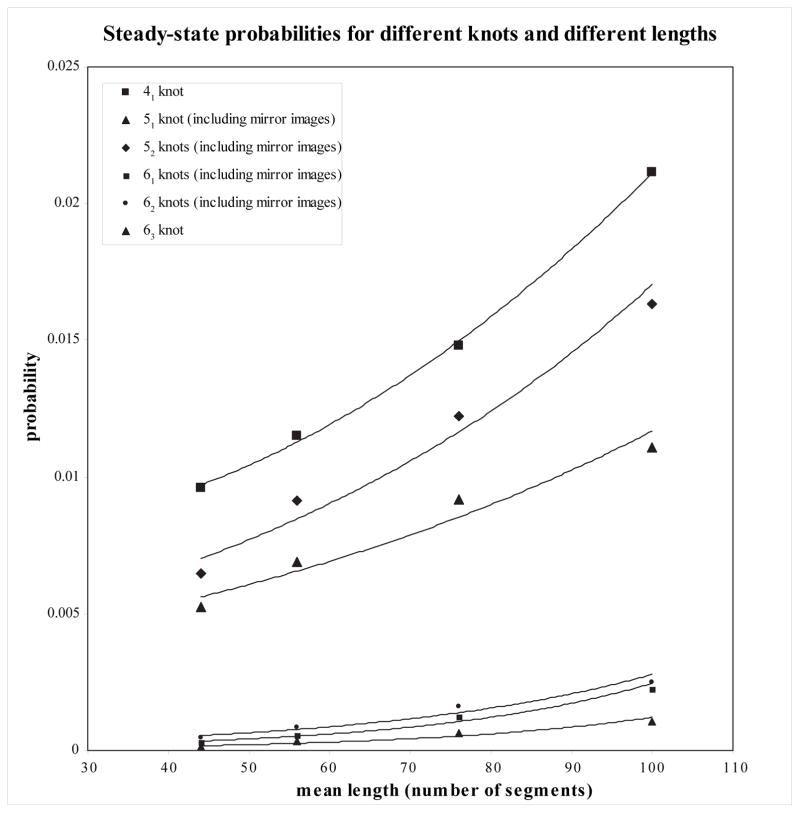 Steady-state probabilities for different knots and different lengths
0.025
0.02
0.015
0.01
0.005
0
4₁ knot
5₁ knot (including mirror images)
5₂ knots (including mirror images)
6₁ knots (including mirror images)
6₂ knots (including mirror images)
6₃ knot
probability
30 40 50 60 70 80 90 100 110
mean length (number of segments)